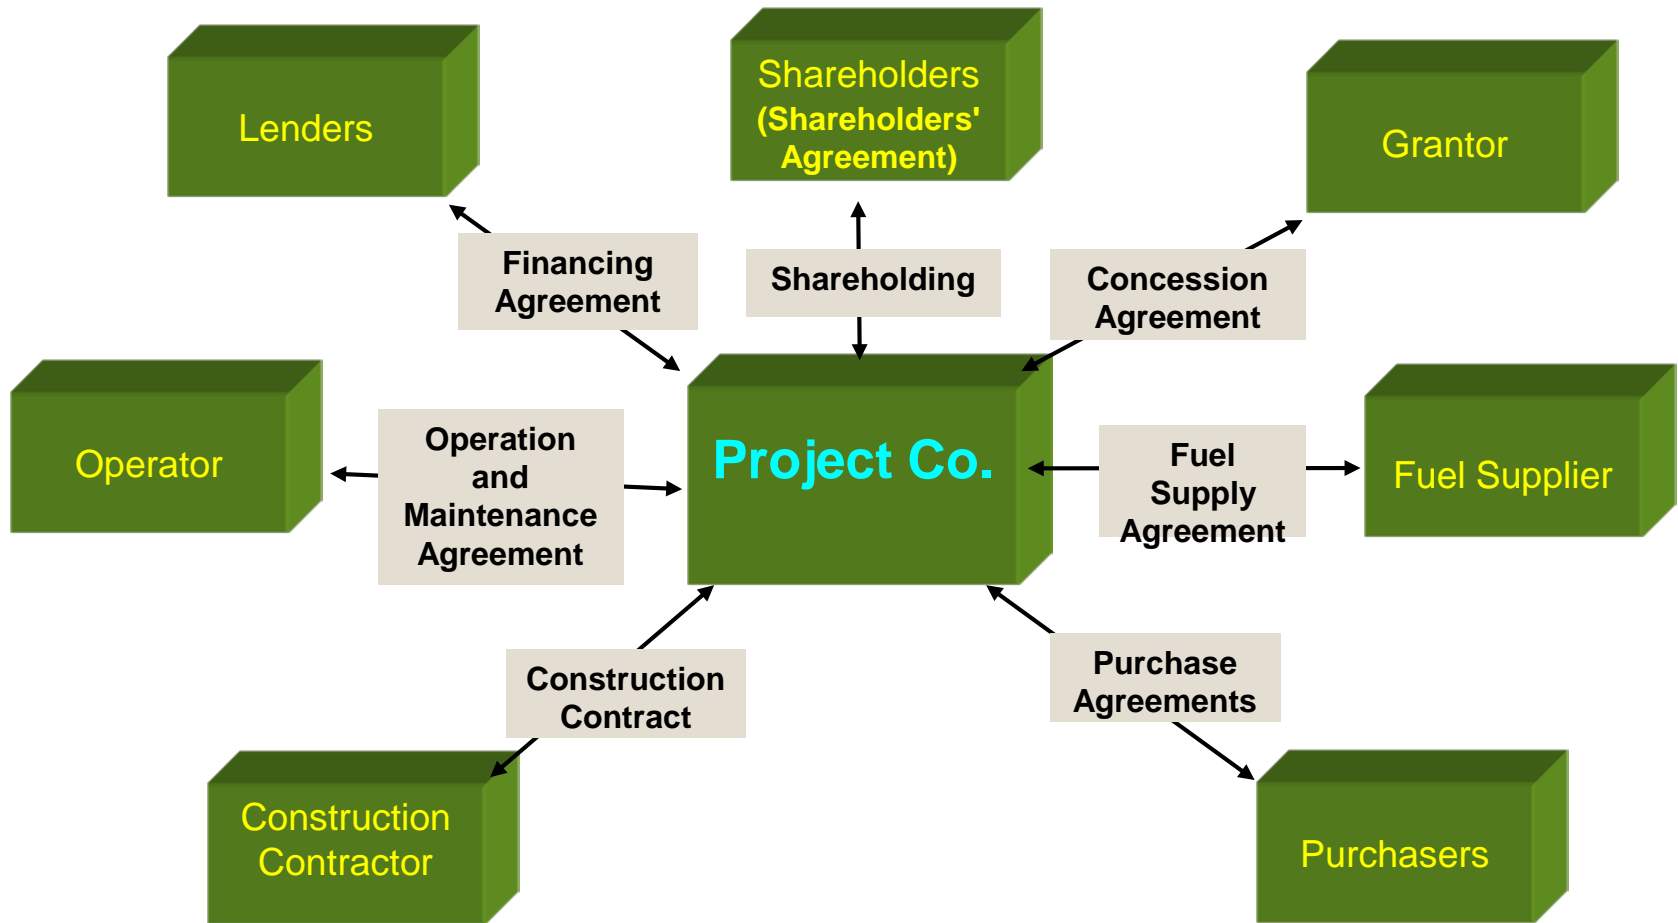 Lenders
Shareholders
(Shareholders'
Agreement)
Grantor
Financing
Agreement
Shareholding
Concession
Agreement
Operator
Operation
and
Maintenance
Agreement
Project Co.
Fuel
Supply
Agreement
Fuel Supplier
Construction
Contract
Purchase
Agreements
Construction
Contractor
Purchasers